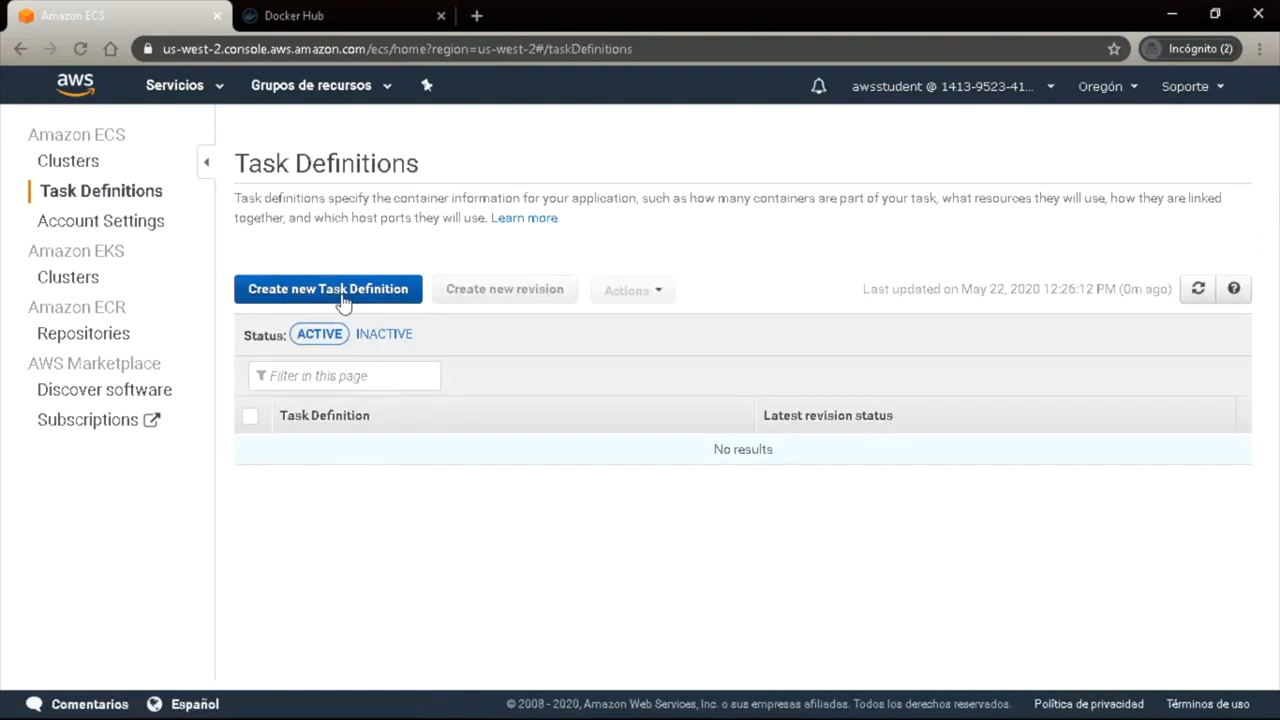 Amazon ECS
Docker Hub
us-west-2.console.aws.amazon.com/ecs/home?region=us-west-2#/taskDefinitions
Incógnito (2)
aws
Servicios
Grupos de recursos
awsstudent @ 1413-9523-41...
Oregón
Soporte
Amazon ECS
Clusters
Task Definitions
Account Settings
Amazon EKS
Clusters
Amazon ECR
Repositories
AWS Marketplace
Discover software
Subscriptions
Task Definitions
Task definitions specify the container information for your application, such as how many containers are part of your task, what resources they will use, how they are linked
together, and which host ports they will use. Learn more
Create new Task Definition
Create new revision
Actions
Last updated on May 22, 2020 12:26:12 PM (0m ago)
Status: ACTIVE INACTIVE
Filter in this page
Task Definition
Latest revision status
No results
Comentarios
Español
© 2008 - 2020, Amazon Web Services, Inc. o sus empresas afiliadas. Todos los derechos reservados.
Política de privacidad
Términos de uso